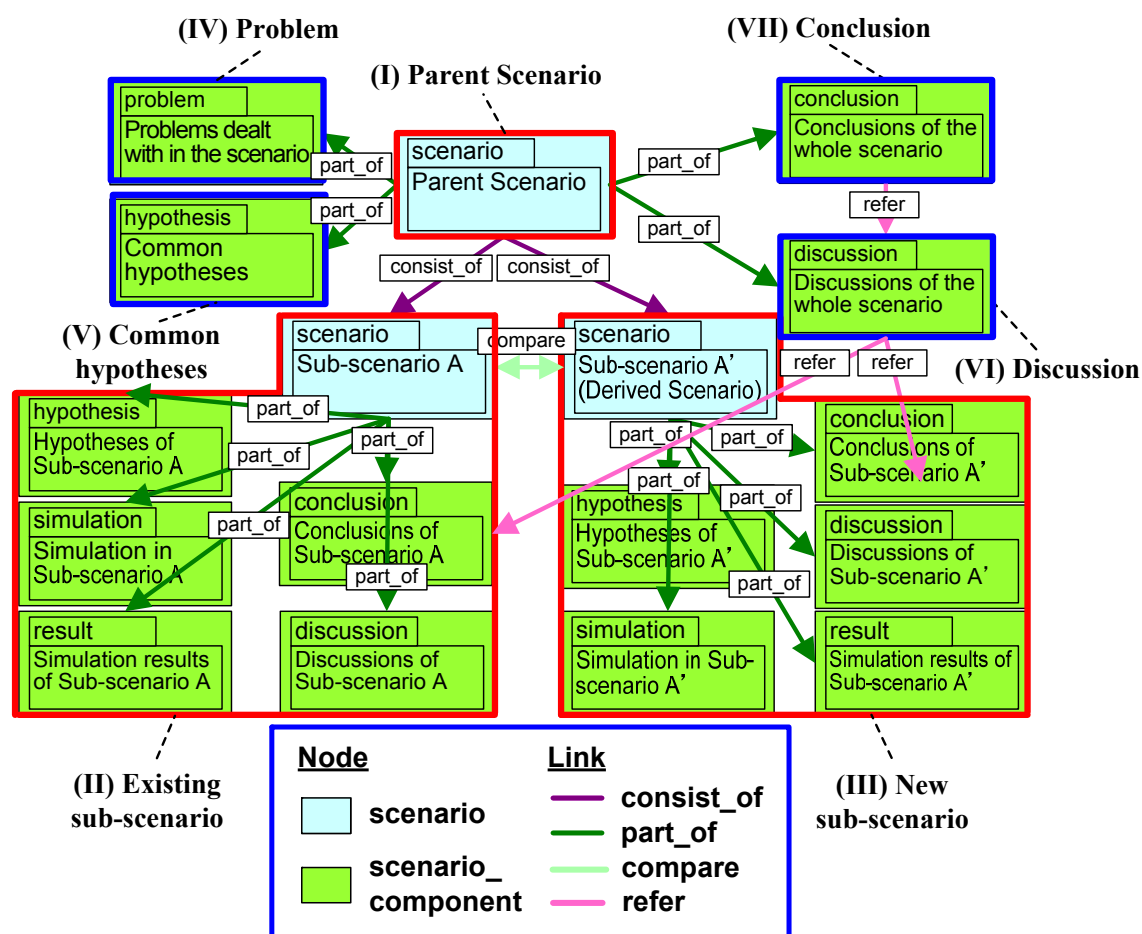 (IV) Problem
(VII) Conclusion
(I) Parent Scenario
problem
Problems dealt
with in the scenario
part_of
scenario
Parent Scenario
part_of
conclusion
Conclusions of the
whole scenario
hypothesis
Common
hypotheses
part_of
part_of
refer
discussion
Discussions of the
whole scenario
consist_of
consist_of
(V) Common
hypotheses
scenario
Sub-scenario A
compare
scenario
Sub-scenario A'
(Derived Scenario)
refer
refer
(VI) Discussion
hypothesis
Hypotheses of
Sub-scenario A
part_of
part_of
part_of
part_of
simulation
Simulation in
Sub-scenario
A
conclusion
Conclusions of
Sub-scenario A
part_of
result
Simulation results
of Sub-scenario A
discussion
Discussions of
Sub-scenario A
part_of
part_of
part_of
part_of
part_of
hypothesis
Hypotheses of
Sub-scenario A'
conclusion
Conclusions of
Sub-scenario A'
discussion
Discussions of
Sub-scenario A'
simulation
Simulation in Sub-
scenario A'
result
Simulation results of
Sub-scenario A'
(II) Existing
sub-scenario
(III) New
sub-scenario
Node
scenario
scenario_
component
Link
consist_of
part_of
compare
refer